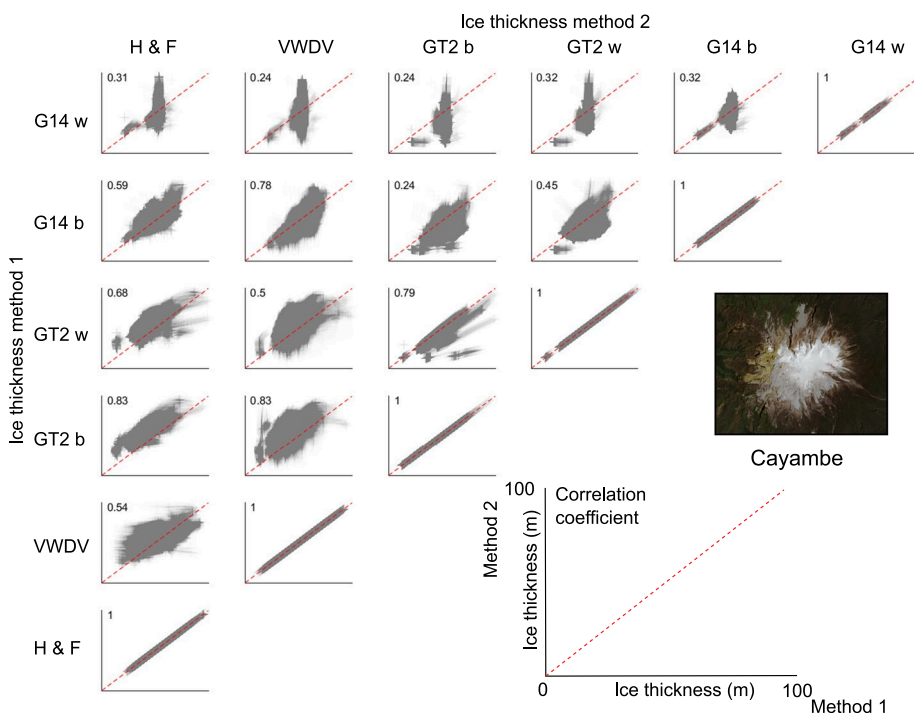 Ice thickness method 2
H & F VWDV GT2 b GT2 w G14 b G14 w
G14 w 0.31 0.24 0.24 0.32 0.32 1
G14 b 0.59 0.78 0.24 0.45 1
Ice thickness method 1
GT2 w 0.68 0.5 0.79 1
GT2 b 0.83 0.83 1
Cayambe
VWDV 0.54 1
H & F 1
100
Correlation
coefficient
Method 2
Ice thickness (m)
0 Ice thickness (m) 100
Method 1